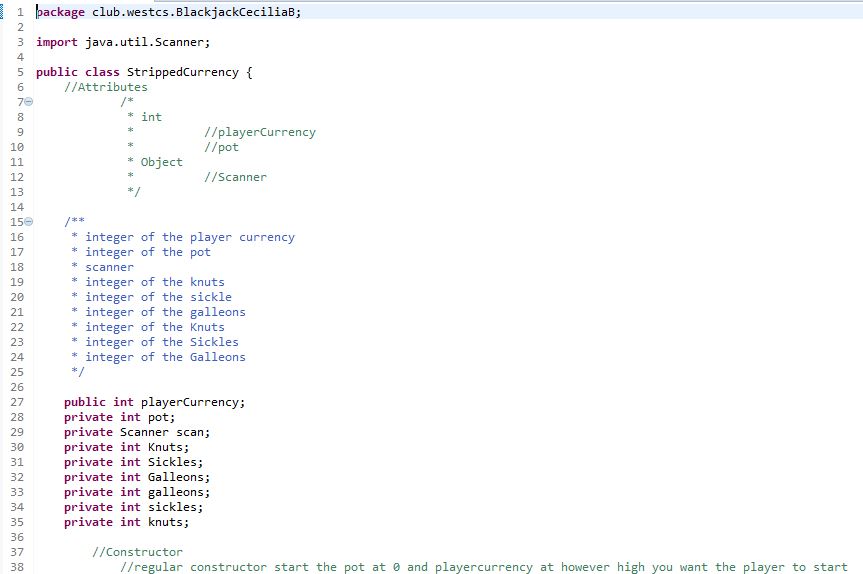 1 package club.westcs.BlackjackCeciliaB;
2
3 import java.util.Scanner;
4
5 public class StrippedCurrency {
6 //Attributes
7 /*
8 * int
9 * //playerCurrency
10 * //pot
11 * Object
12 * //Scanner
13 */
14
15 /**
16 * integer of the player currency
17 * integer of the pot
18 * scanner
19 * integer of the knuts
20 * integer of the sickle
21 * integer of the galleons
22 * integer of the Knuts
23 * integer of the Sickles
24 * integer of the Galleons
25 */
26
27 public int playerCurrency;
28 private int pot;
29 private Scanner scan;
30 private int Knuts;
31 private int Sickles;
32 private int Galleons;
33 private int galleons;
34 private int sickles;
35 private int knuts;
36
37 //Constructor
38 //regular constructor start the pot at 0 and playercurrency at however high you want the player to start